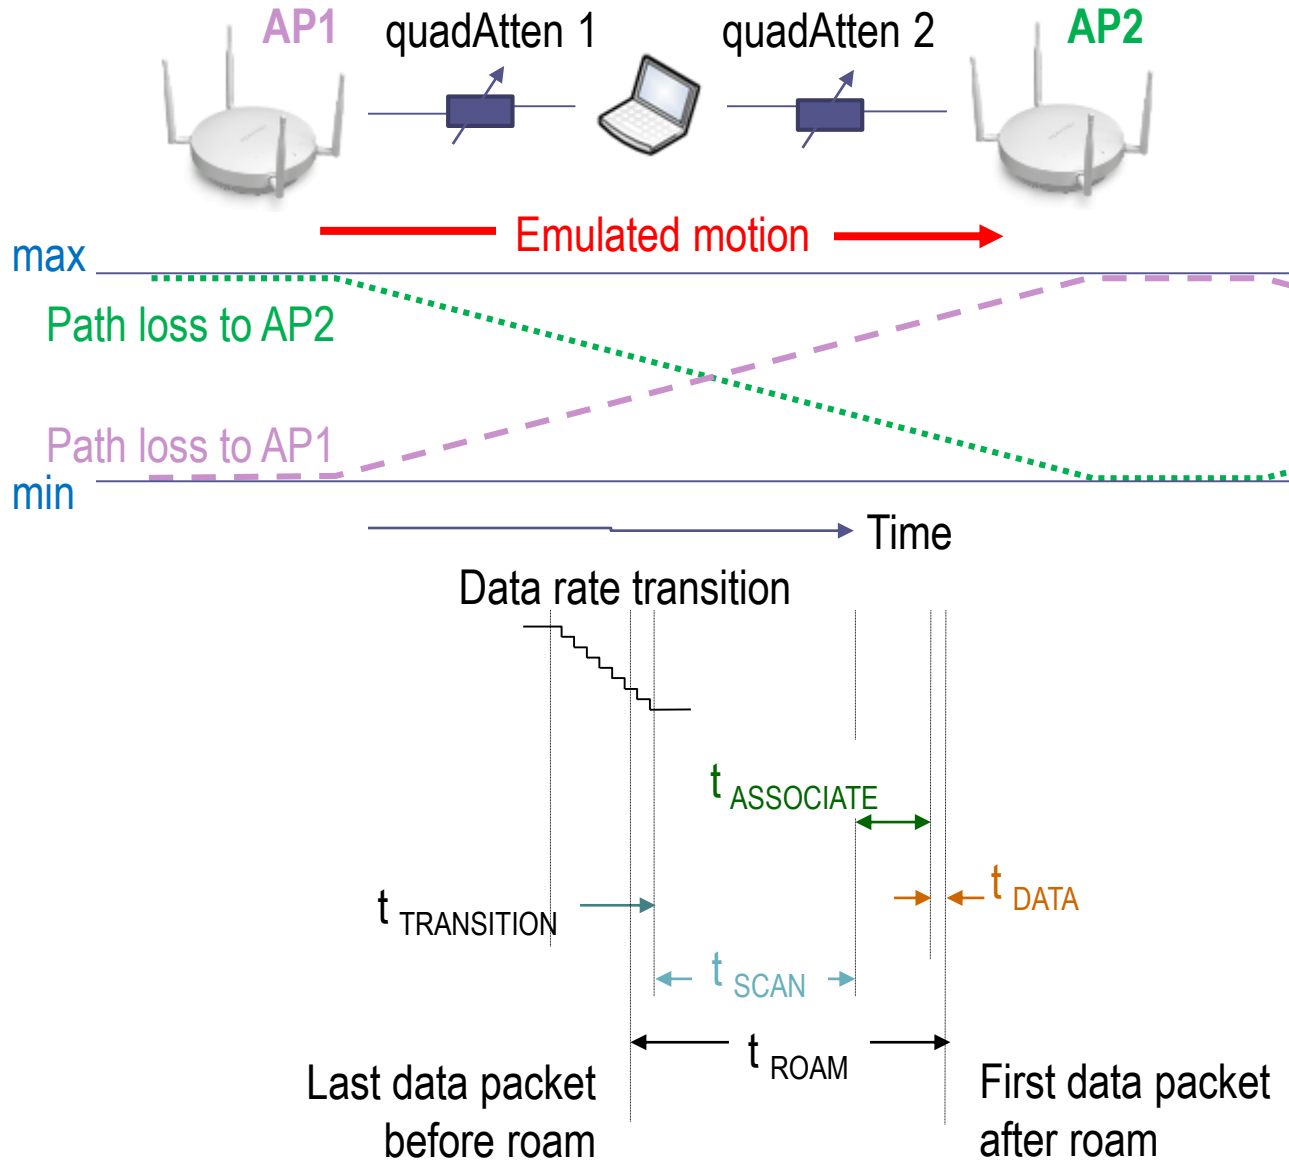 AP1
quadAtten 1
quadAtten 2
AP2
Emulated motion
max
Path loss to AP2
Path loss to AP1
min
Time
Data rate transition
t ASSOCIATE
t DATA
t TRANSITION
t SCAN
t ROAM
Last data packet
before roam
First data packet
after roam